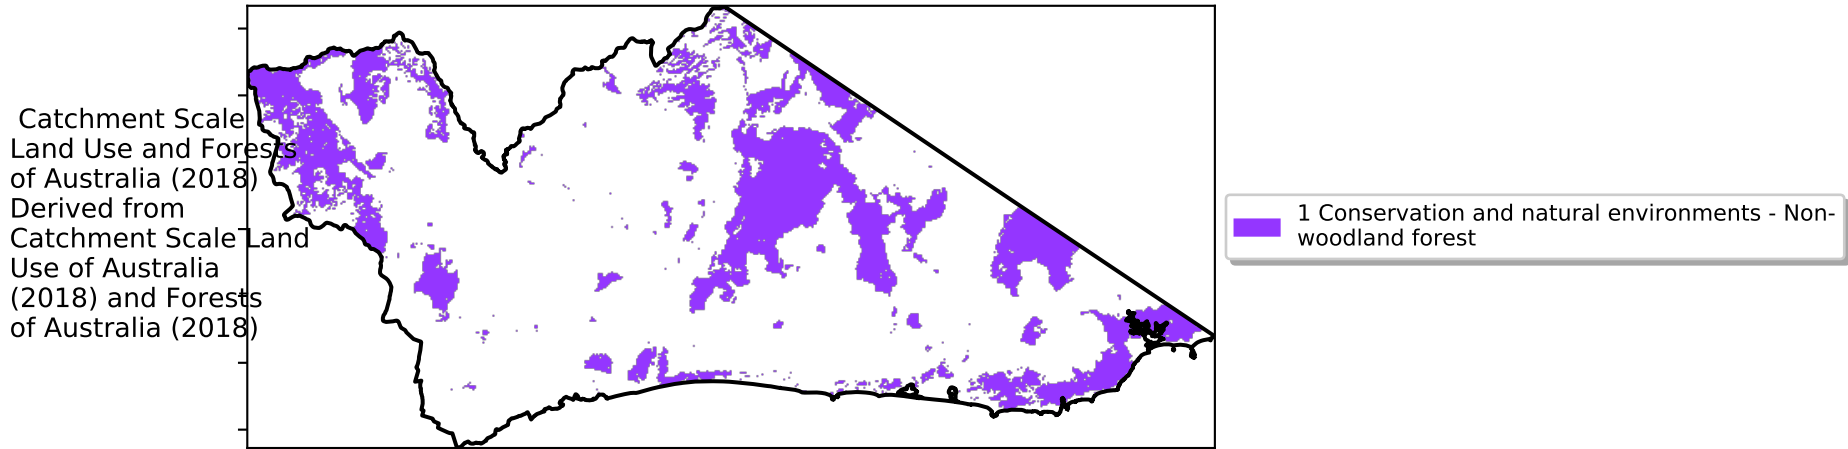 Catchment Scale
Land Use and Forests
of Australia (2018)
Derived from
Catchment Scale Land
Use of Australia
(2018) and Forests
of Australia (2018)
1 Conservation and natural environments - Non-
woodland forest